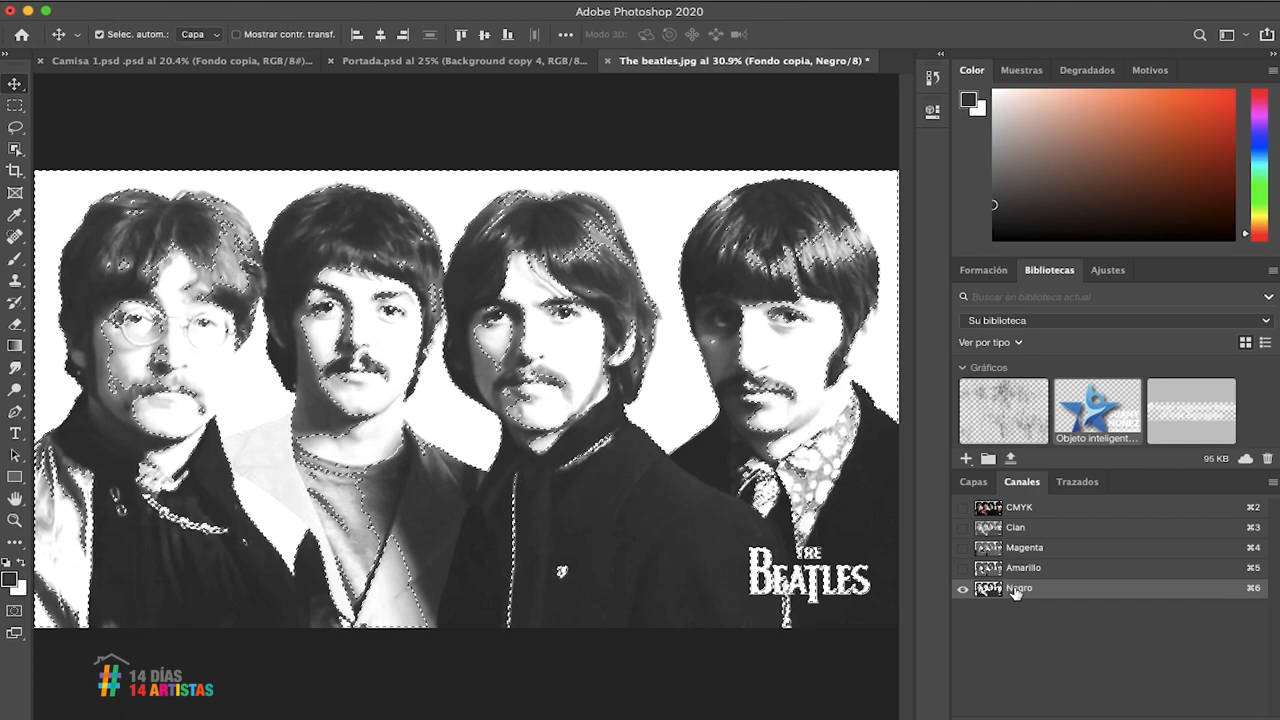 Adobe Photoshop 2020
Selec. autom.: Capa Mostrar contr. transf. Modo 3D:
Camisa 1.psd .psd al 20.4% (Fondo copia, RGB/8#)... Portada.psd al 25% (Background copy 4, RGB/8... The beatles.jpg al 30.9% (Fondo copia, Negro/8) *
Color Muestras Degradados Motivos
Formación Bibliotecas Ajustes
Buscar en biblioteca actual
Su biblioteca
Ver por tipo
Gráficos
Objeto inteligent...
95 KB
Capas Canales Trazados
CMYK ⌘2
Cian ⌘3
Magenta ⌘4
Amarillo ⌘5
Negro ⌘6
THE
BEATLES
# 14 DÍAS
14 ARTISTAS